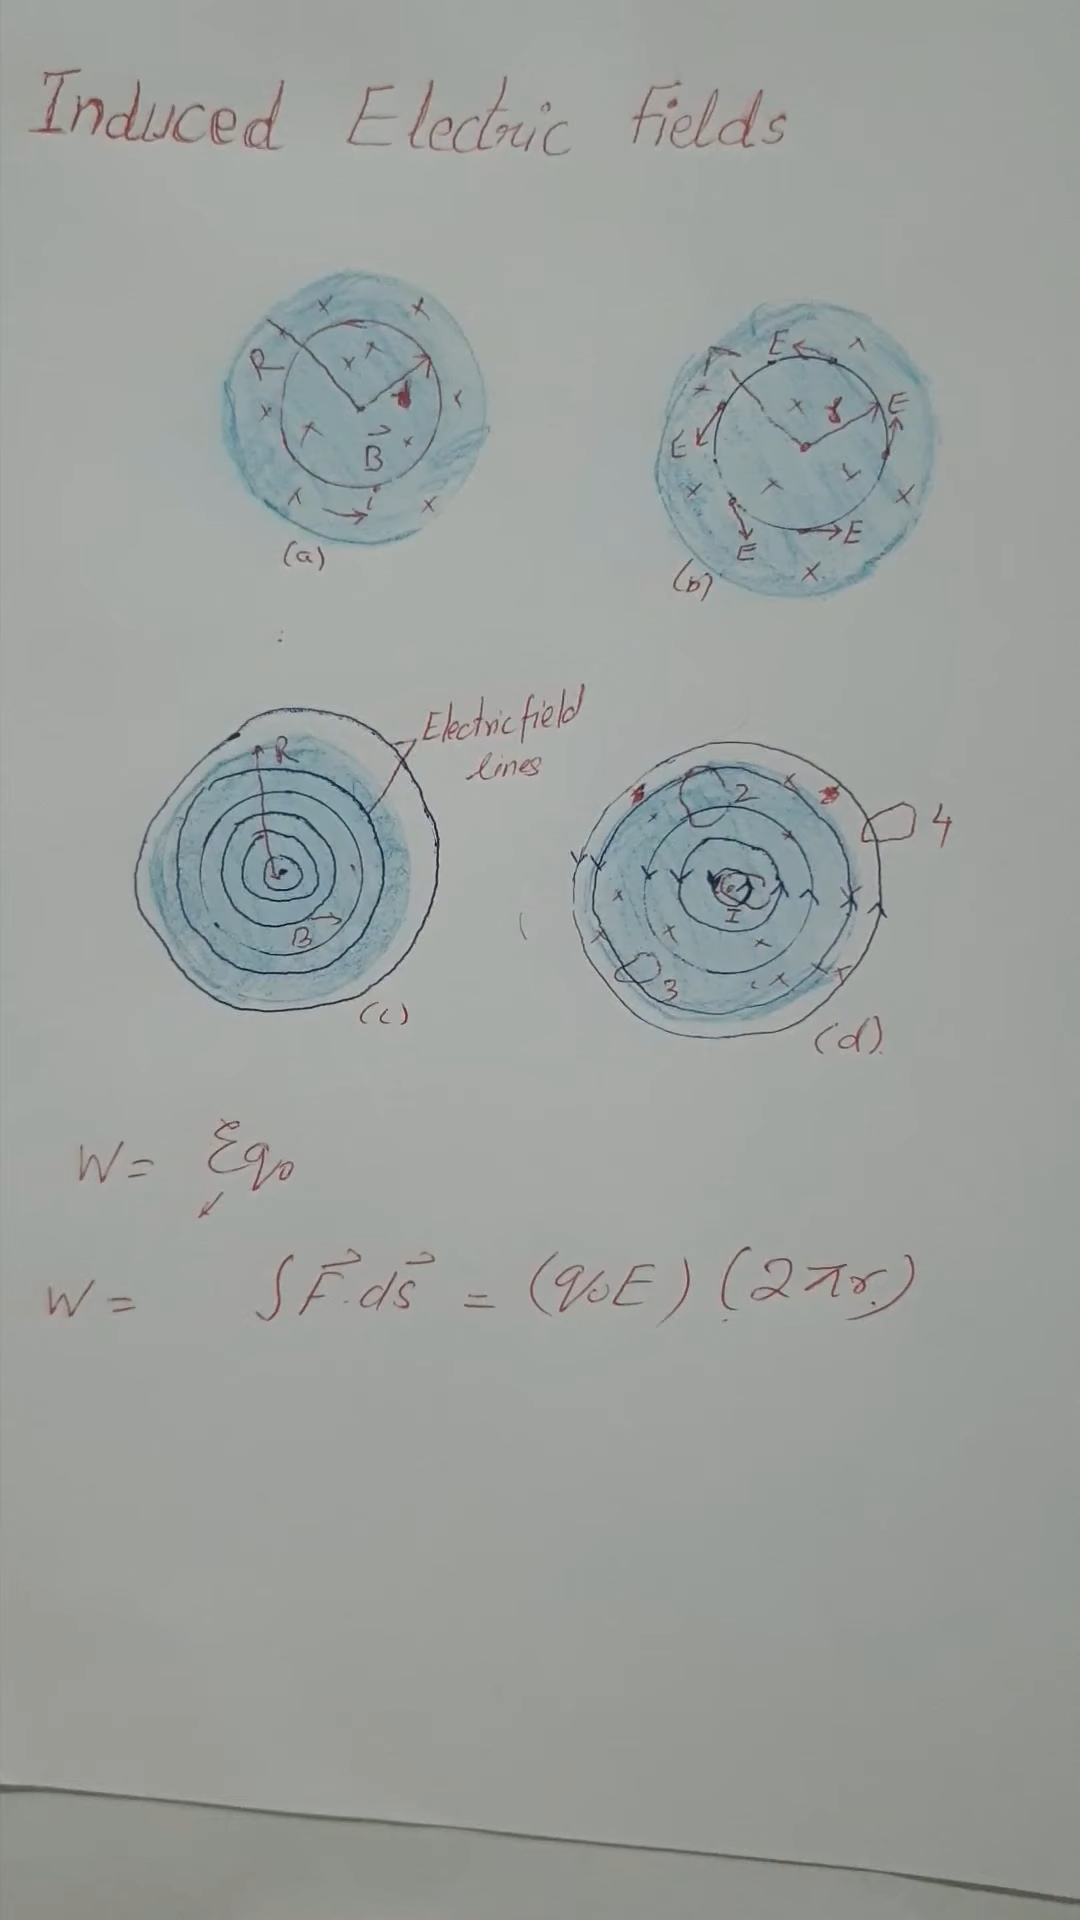 Induced Electric Fields
R
r
B⃗
i
(a)
E
r
E
E
E
E
(b)
Electric field
lines
R
B⃗
(c)
2
4
I
3
(d).
W = ℰq₀
W = ∫F⃗.ds⃗ = (q₀E) (2πr)